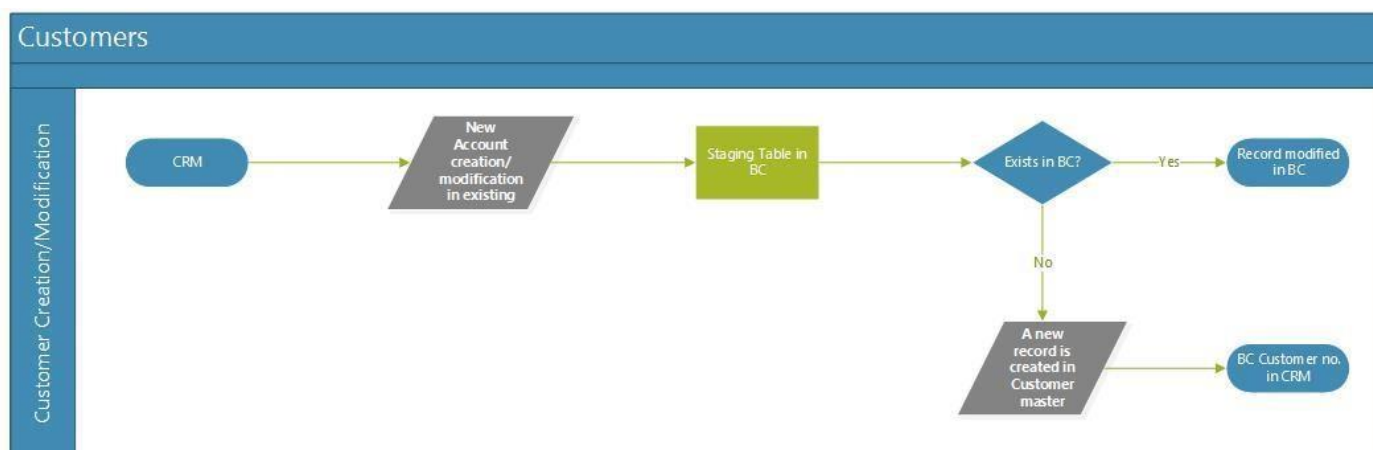 Customers
Customer Creation/Modification
CRM
New
Account
creation/
modification
in existing
Staging Table in
BC
Exists in BC?
Yes
Record modified
in BC
No
A new
record is
created in
Customer
master
BC Customer no.
in CRM